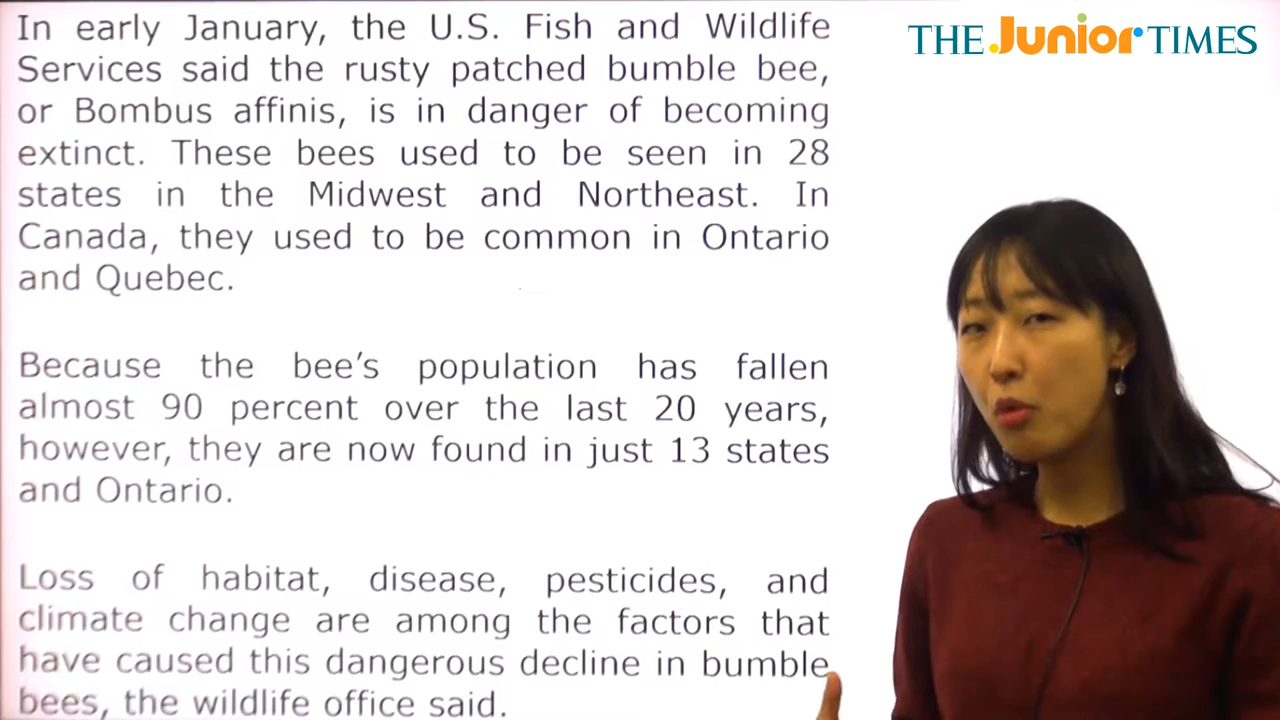 In early January, the U.S. Fish and Wildlife
Services said the rusty patched bumble bee,
or Bombus affinis, is in danger of becoming
extinct. These bees used to be seen in 28
states in the Midwest and Northeast. In
Canada, they used to be common in Ontario
and Quebec.
Because the bee's population has fallen
almost 90 percent over the last 20 years,
however, they are now found in just 13 states
and Ontario.
Loss of habitat, disease, pesticides, and
climate change are among the factors that
have caused this dangerous decline in bumble
bees, the wildlife office said.
THE Junior TIMES